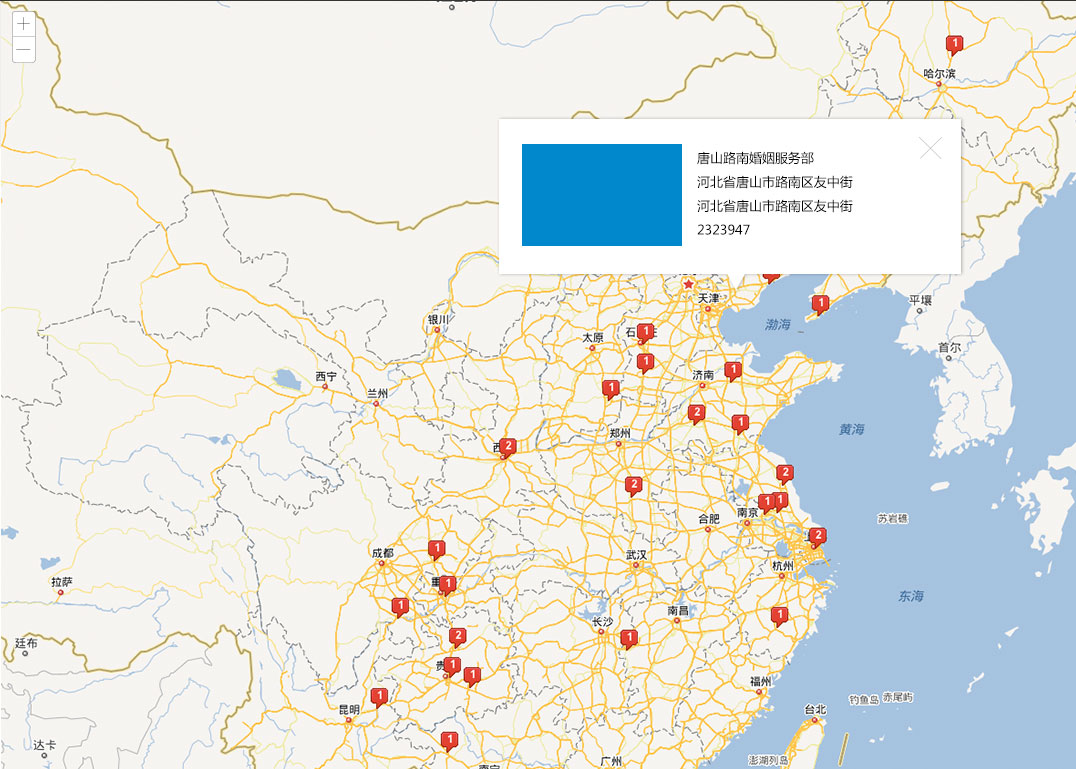 +
1
哈尔滨
—
唐山路南婚姻服务部
河北省唐山市路南区友中街
河北省唐山市路南区友中街
2323947
天津
1
平壤
银川
渤海
太原
石
1
首尔
1
西宁
济南
1
兰州
1
2
1
黄海
郑州
西
2
2
2
1
1
南京
合肥
苏岩礁
2
成都
1
武汉
杭州
拉萨
重
1
东海
1
南昌
1
长沙
1
2
廷布
贵
1
1
福州
昆明
1
钓鱼岛
赤尾屿
台北
达卡
1
澎湖列岛
广州
南宁